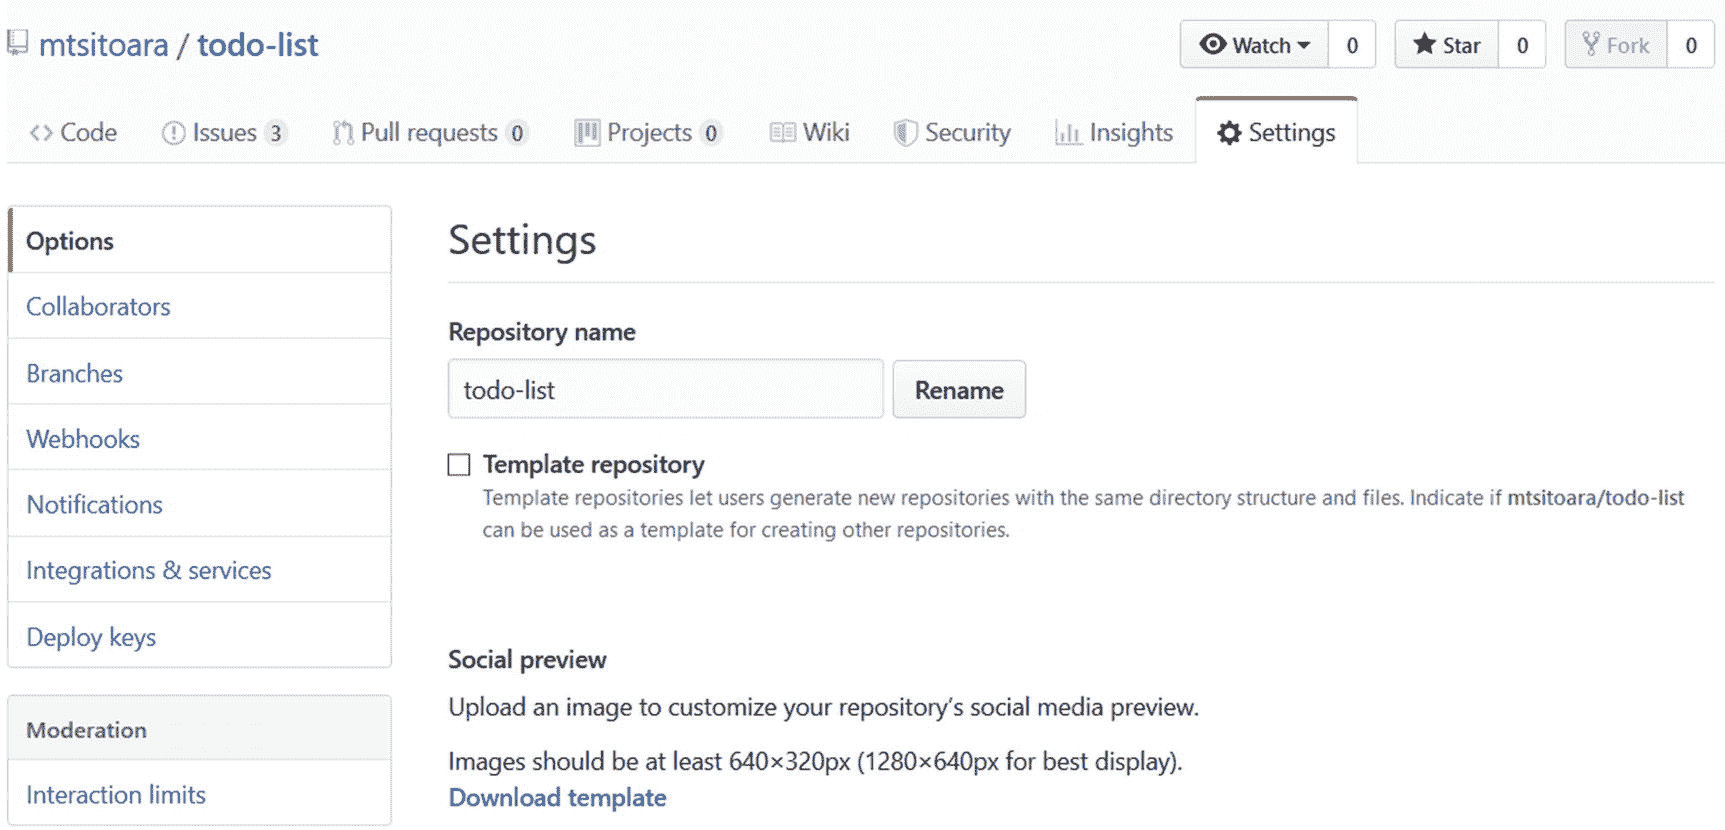 mtsitoara / todo-list
Watch 0 Star 0 Fork 0
Code Issues 3 Pull requests 0 Projects 0 Wiki Security Insights Settings
Options
Collaborators
Branches
Webhooks
Notifications
Integrations & services
Deploy keys
Moderation
Interaction limits
Settings
Repository name
todo-list Rename
Template repository
Template repositories let users generate new repositories with the same directory structure and files. Indicate if mtsitoara/todo-list
can be used as a template for creating other repositories.
Social preview
Upload an image to customize your repository’s social media preview.
Images should be at least 640×320px (1280×640px for best display).
Download template